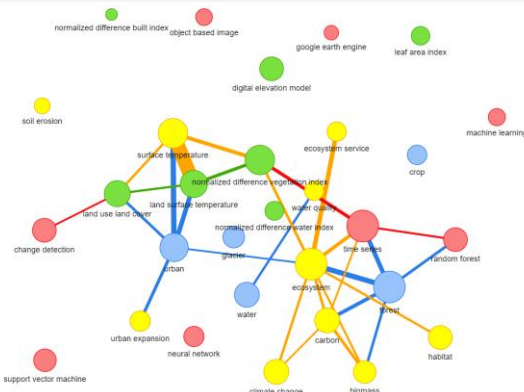 normalized difference built index
object based image
google earth engine
leaf area index
digital elevation model
soil erosion
machine learning
surface temperature
ecosystem service
crop
normalized difference vegetation index
land surface temperature
water quality
land use land cover
normalized difference water index
change detection
urban
glacier
time series
random forest
ecosystem
water
forest
urban expansion
carbon
neural network
habitat
support vector machine
climate change
biomass